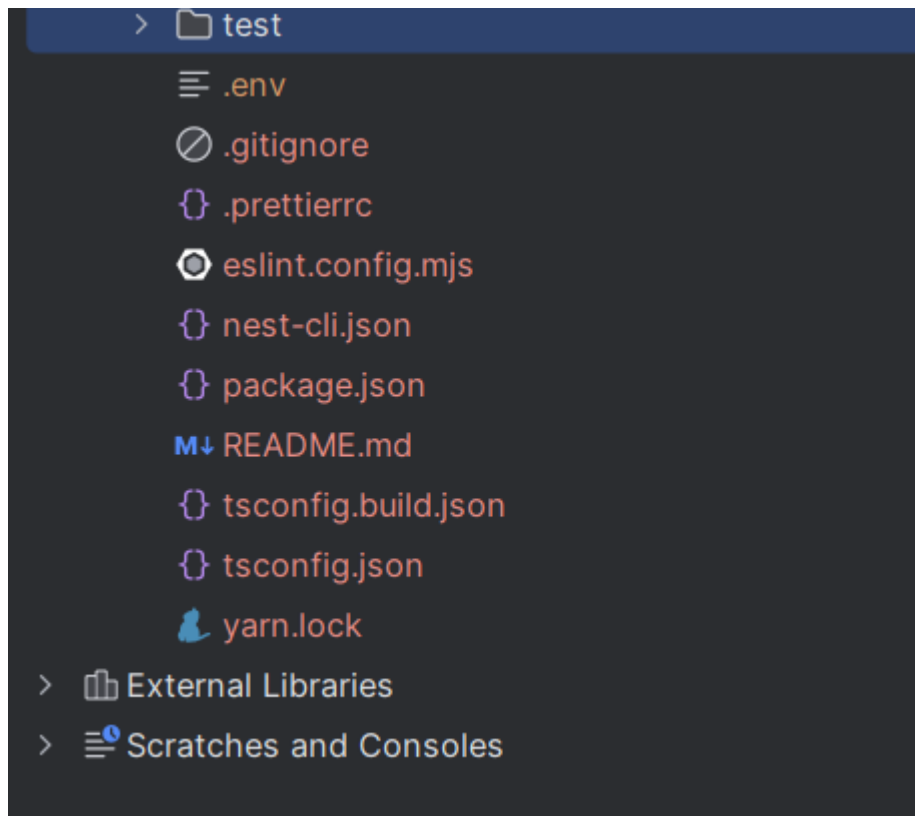 test
.env
.gitignore
.prettierrc
eslint.config.mjs
nest-cli.json
package.json
M↓ README.md
tsconfig.build.json
tsconfig.json
yarn.lock
External Libraries
Scratches and Consoles